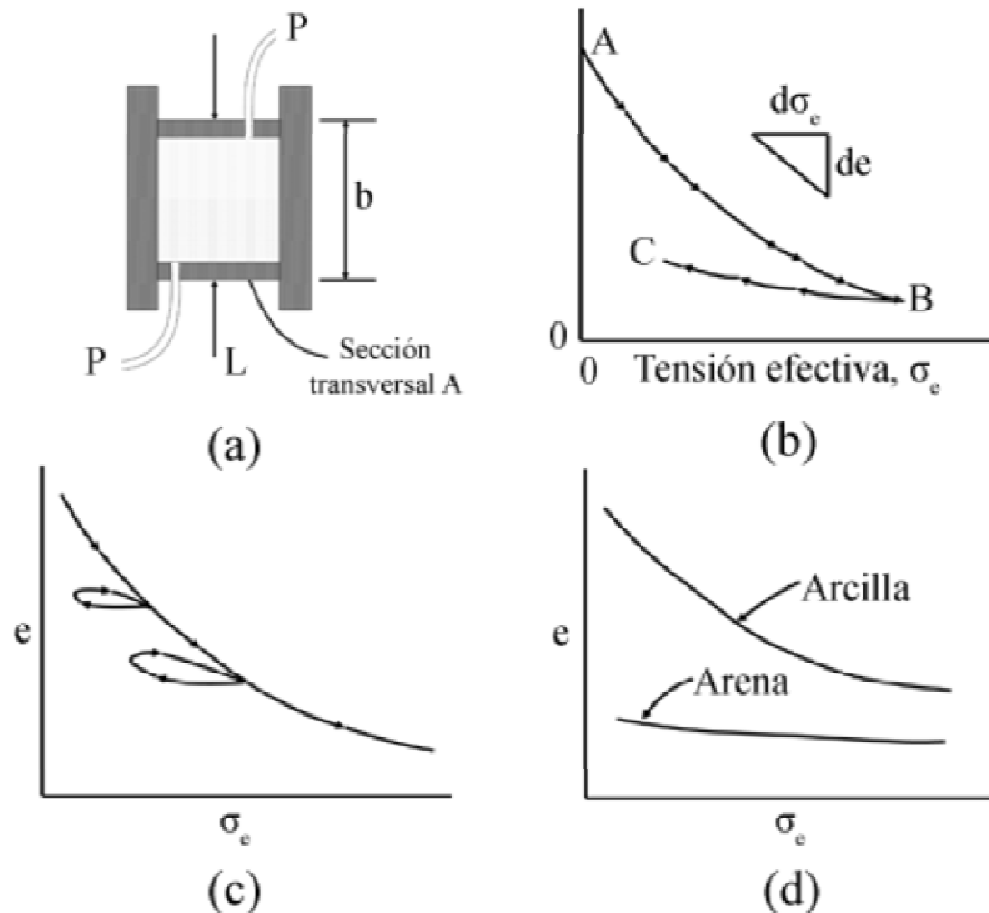 P
b
P
L
Sección
transversal A
(a)
A
dσₑ
de
C
B
0
0
Tensión efectiva, σₑ
(b)
e
σₑ
(c)
Arcilla
e
Arena
σₑ
(d)